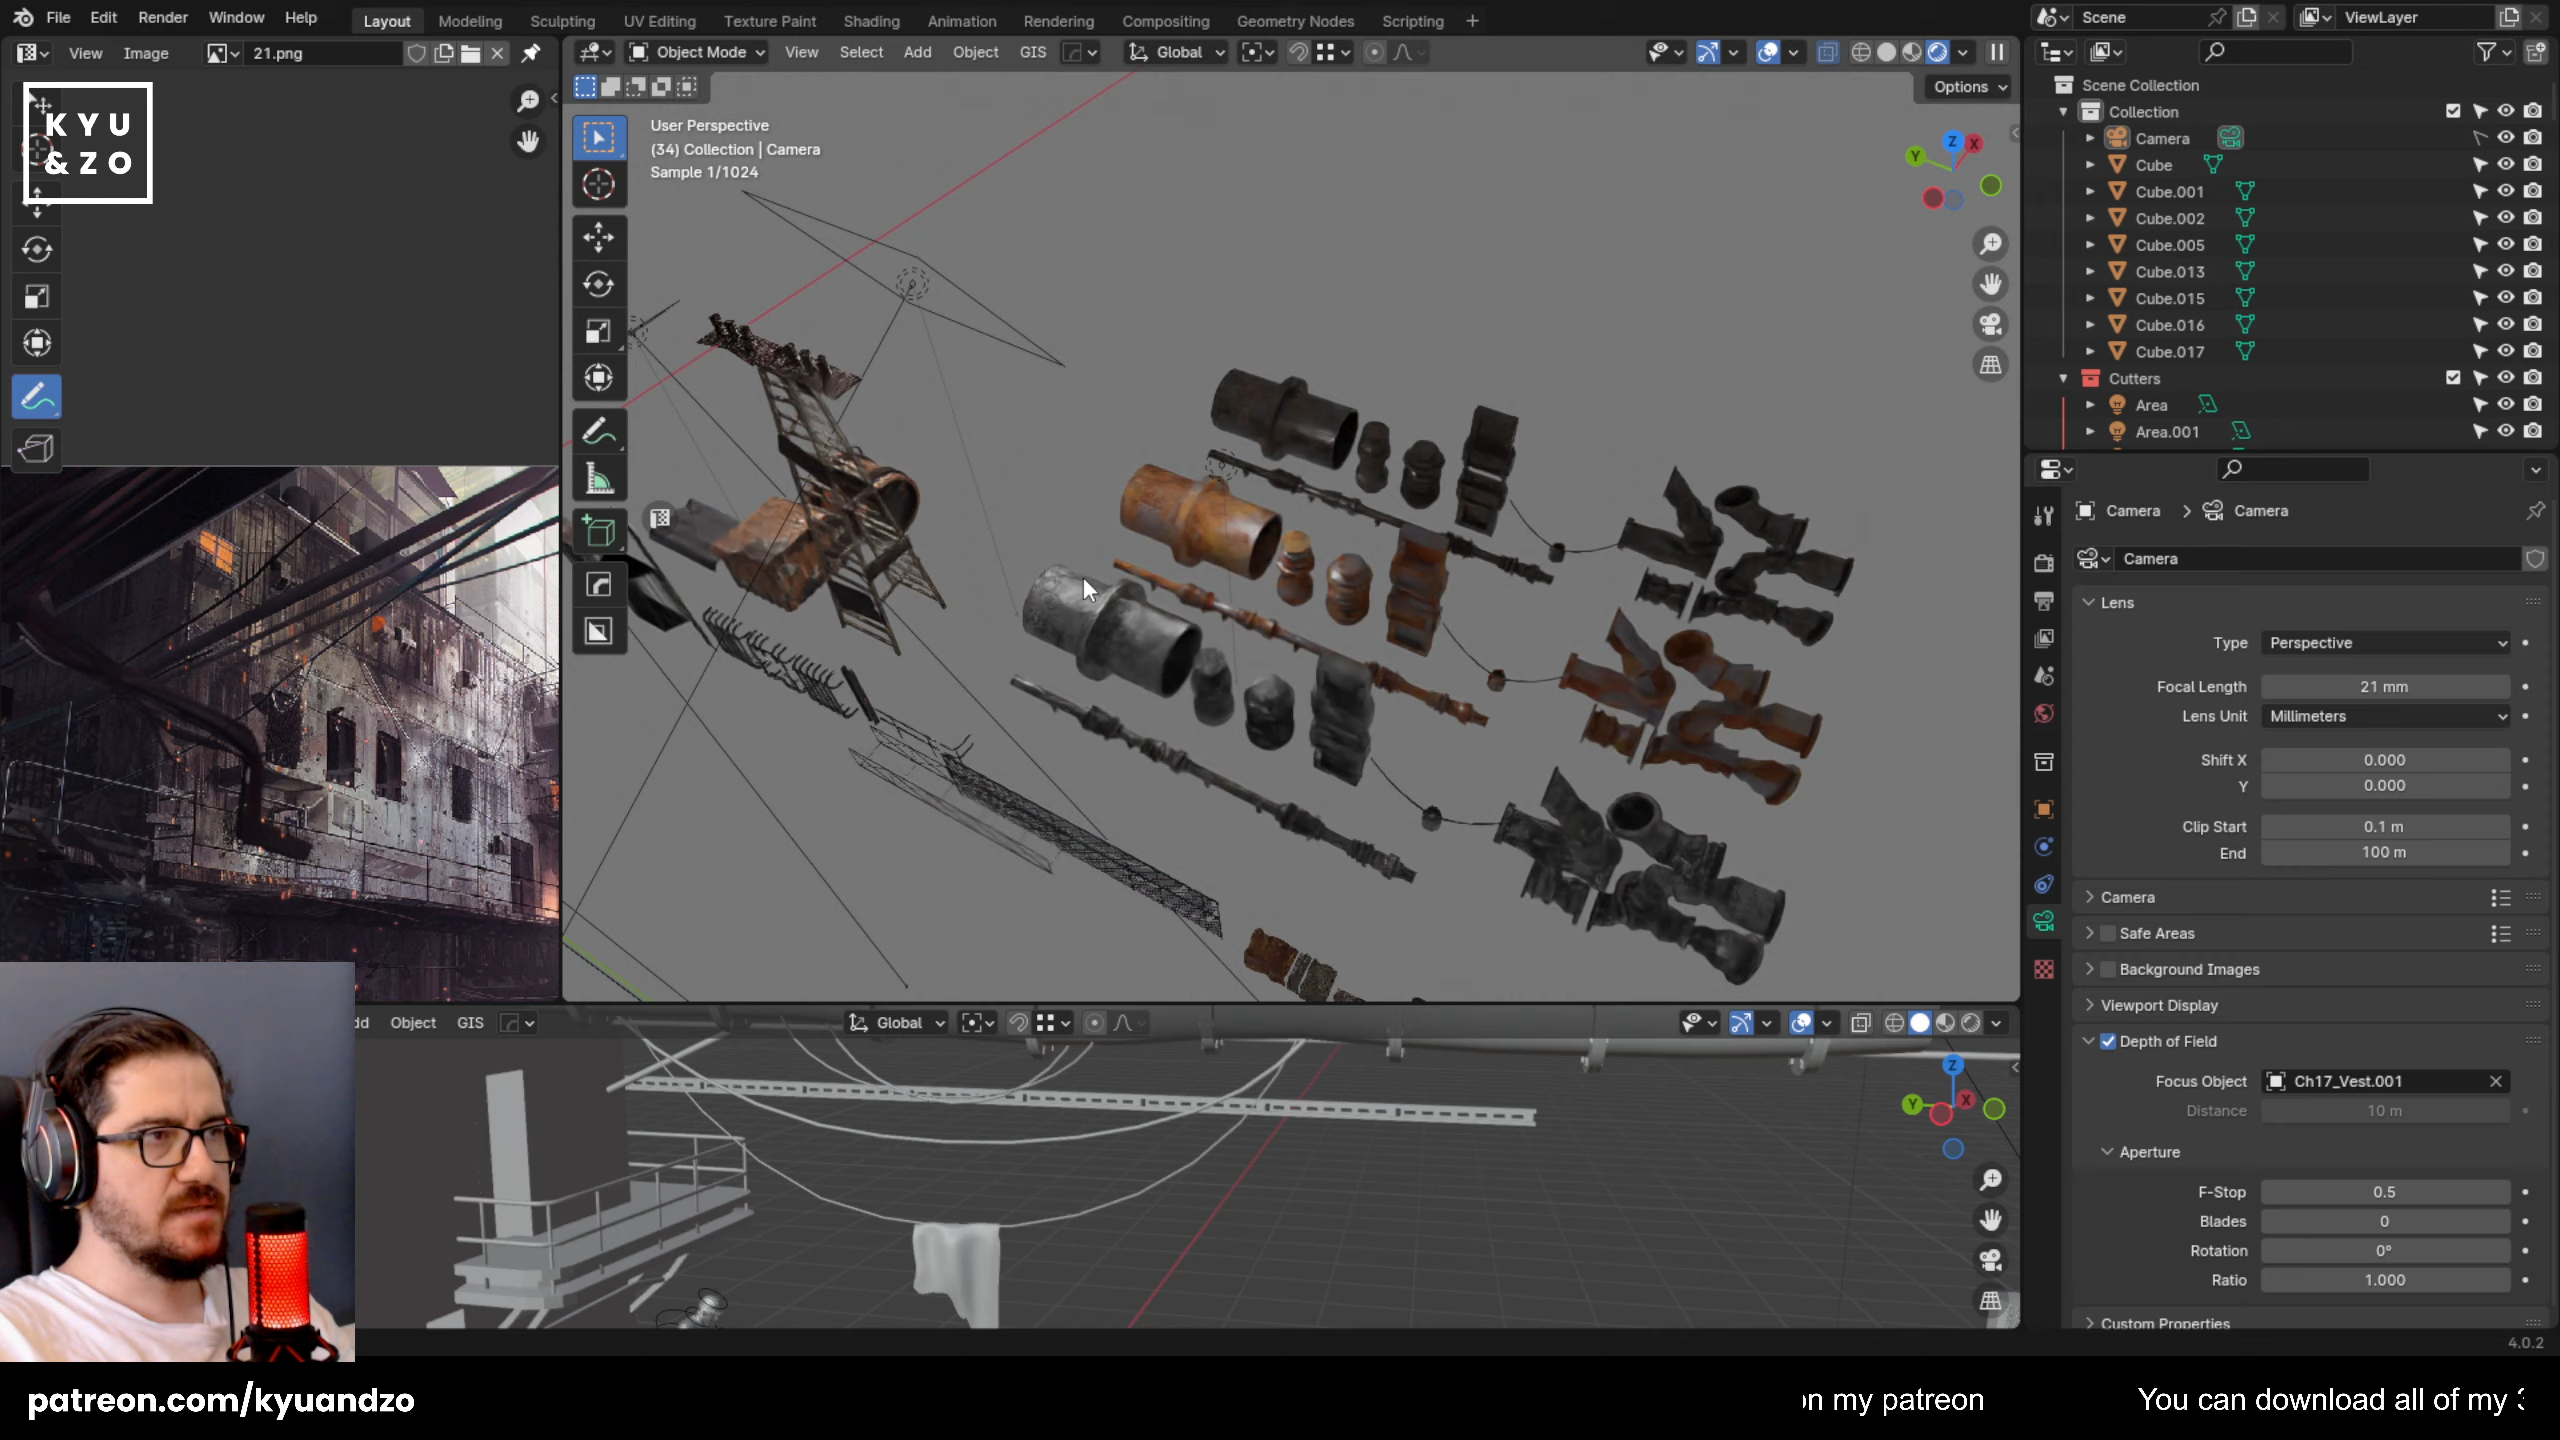 File Edit Render Window Help
Layout Modeling Sculpting UV Editing Texture Paint Shading Animation Rendering Compositing Geometry Nodes Scripting
Scene
ViewLayer
View Image 21.png
Object Mode View Select Add Object GIS Global
Options
KYU
&ZO
User Perspective
(34) Collection | Camera
Sample 1/1024
Z
X
Y
Scene Collection
Collection
Camera
Cube
Cube.001
Cube.002
Cube.005
Cube.013
Cube.015
Cube.016
Cube.017
Cutters
Area
Area.001
Camera Camera
Camera
Lens
Type Perspective
Focal Length 21 mm
Lens Unit Millimeters
Shift X 0.000
Y 0.000
Clip Start 0.1 m
End 100 m
Camera
Safe Areas
Background Images
Viewport Display
Depth of Field
Focus Object Ch17_Vest.001
Distance 10 m
Aperture
F-Stop 0.5
Blades 0
Rotation 0°
Ratio 1.000
Custom Properties
dd Object GIS Global
Z
Y
X
4.0.2
patreon.com/kyuandzo
n my patreon You can download all of my